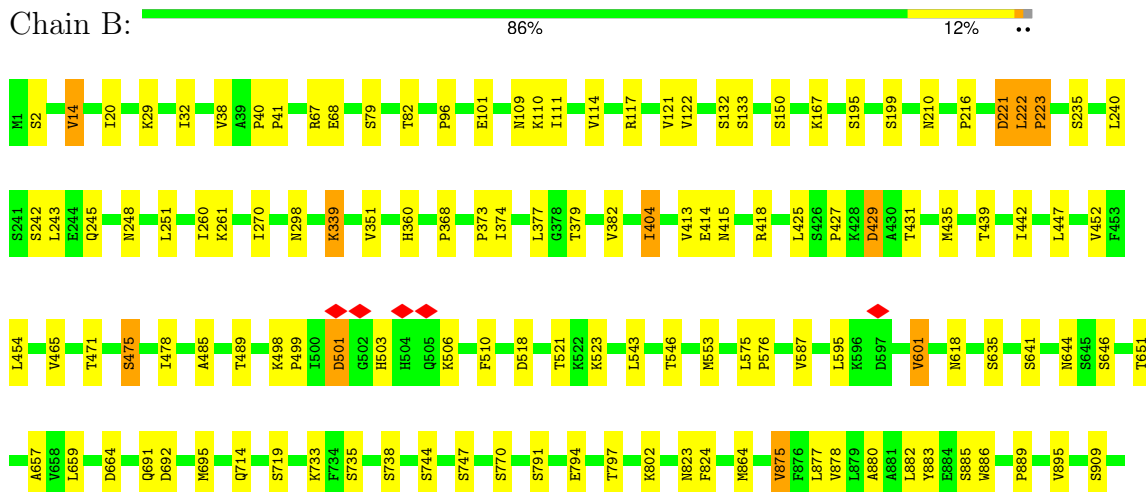 Chain B:
86% 12% ••
M1 S2 V14 I20 K29 I32 V38 A39 P40 P41 R67 E68 S79 T82 P96 E101 N109 K110 I111 V114 R117 V121 V122 S132 S133 S150 K167 S195 S199 N210 P216 D221 L222 P223 S235 L240
S241 S242 L243 E244 Q245 N248 L251 I260 K261 I270 N298 K339 V351 H360 P368 P373 I374 L377 G378 T379 V382 I404 V413 E414 N415 R418 L425 S426 P427 K428 D429 A430 T431 M435 T439 I442 L447 V452 F453
L454 V465 T471 S475 I478 A485 T489 K498 P499 I500 D501 G502 H503 H504 Q505 K506 F510 D518 T521 K522 K523 L543 T546 M553 L575 P576 V587 L595 K596 D597 V601 N618 S635 S641 N644 S645 S646 T651
A657 V658 L659 D664 Q691 D692 M695 Q714 S719 K733 F734 S735 S738 S744 S747 S770 S791 E794 T797 K802 N823 F824 M864 V875 F876 L877 V878 L879 A880 A881 L882 Y883 E884 S885 W886 P889 V895 S909